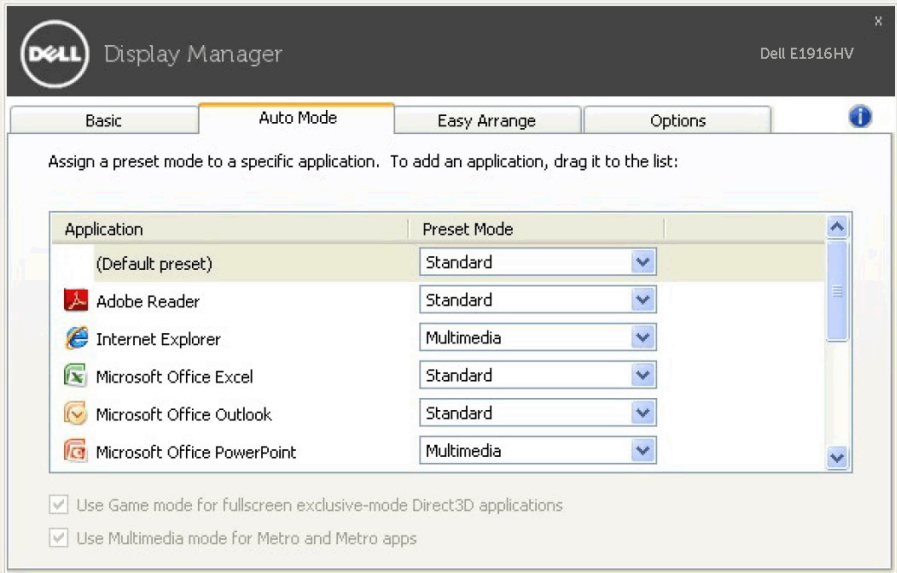 DELL Display Manager
x
Dell E1916HV
Basic
Auto Mode
Easy Arrange
Options
i
Assign a preset mode to a specific application. To add an application, drag it to the list:
Application Preset Mode
(Default preset) Standard
Adobe Reader Standard
Internet Explorer Multimedia
Microsoft Office Excel Standard
Microsoft Office Outlook Standard
Microsoft Office PowerPoint Multimedia
Use Game mode for fullscreen exclusive-mode Direct3D applications
Use Multimedia mode for Metro and Metro apps